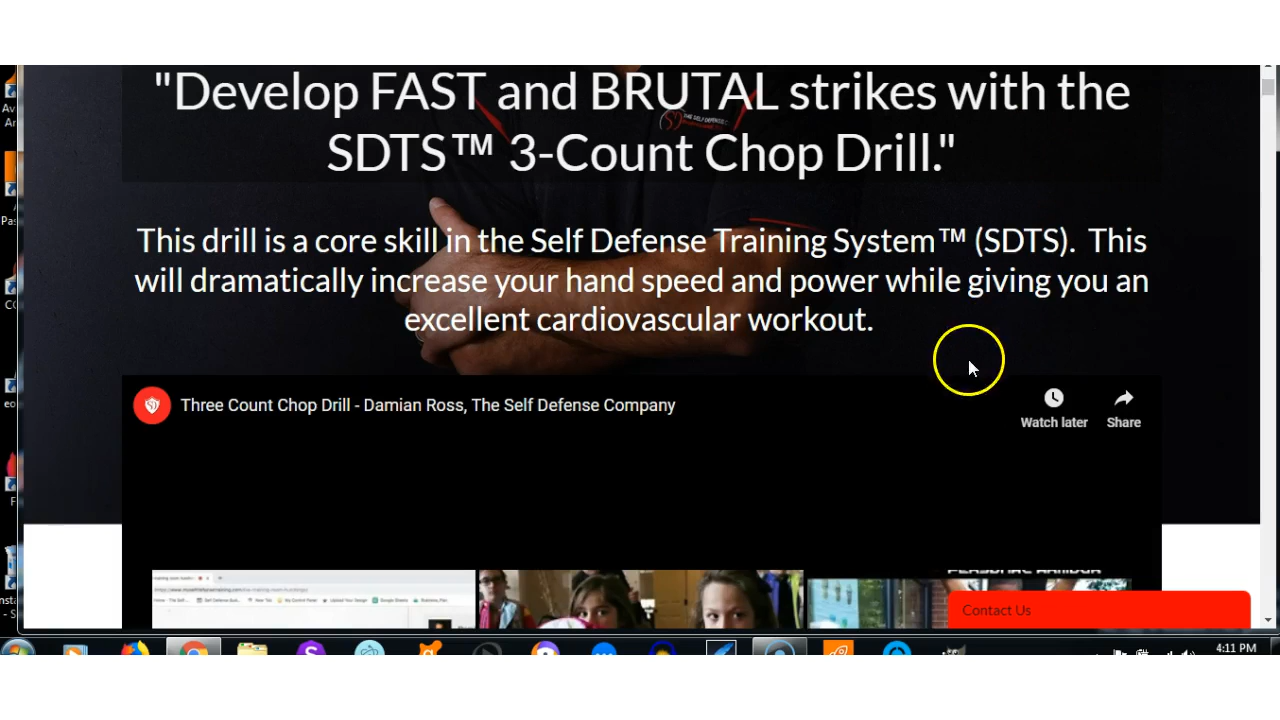 "Develop FAST and BRUTAL strikes with the
SDTS™ 3-Count Chop Drill."
This drill is a core skill in the Self Defense Training System™ (SDTS).  This
will dramatically increase your hand speed and power while giving you an
excellent cardiovascular workout.
Three Count Chop Drill - Damian Ross, The Self Defense Company
Watch later
Share
Contact Us
4:11 PM